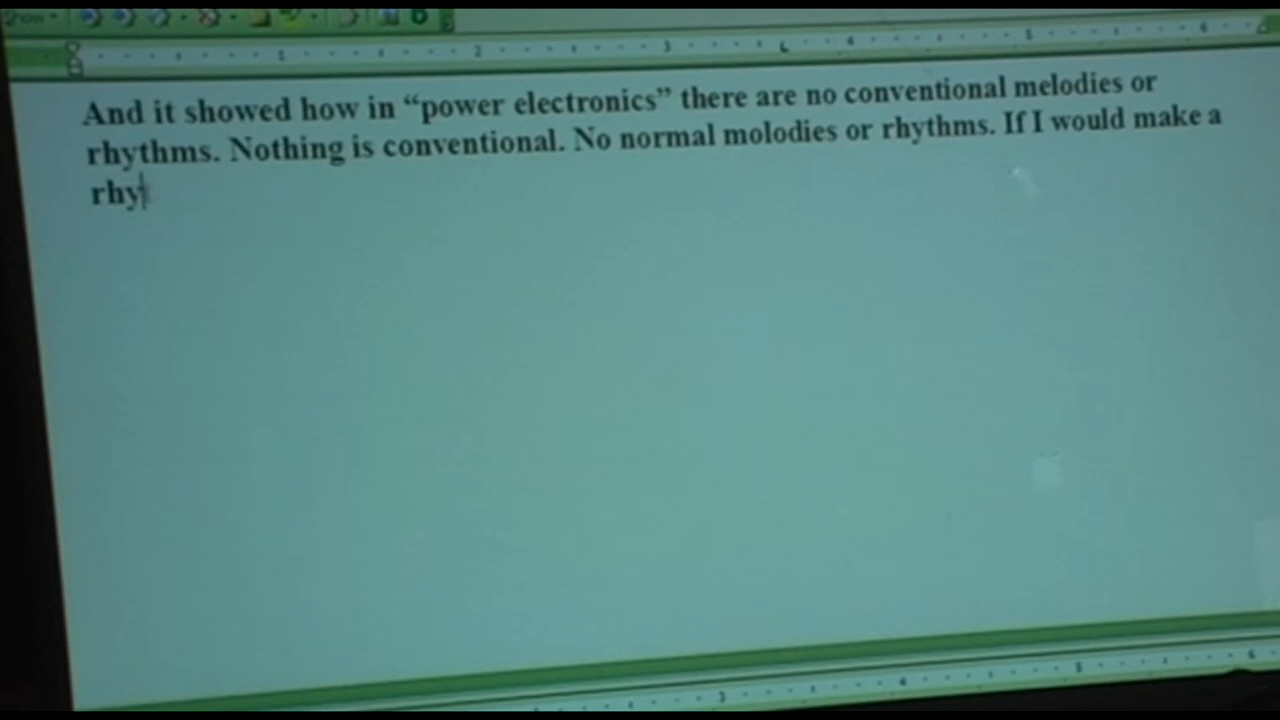 And it showed how in “power electronics” there are no conventional melodies or
rhythms. Nothing is conventional. No normal molodies or rhythms. If I would make a
rhy